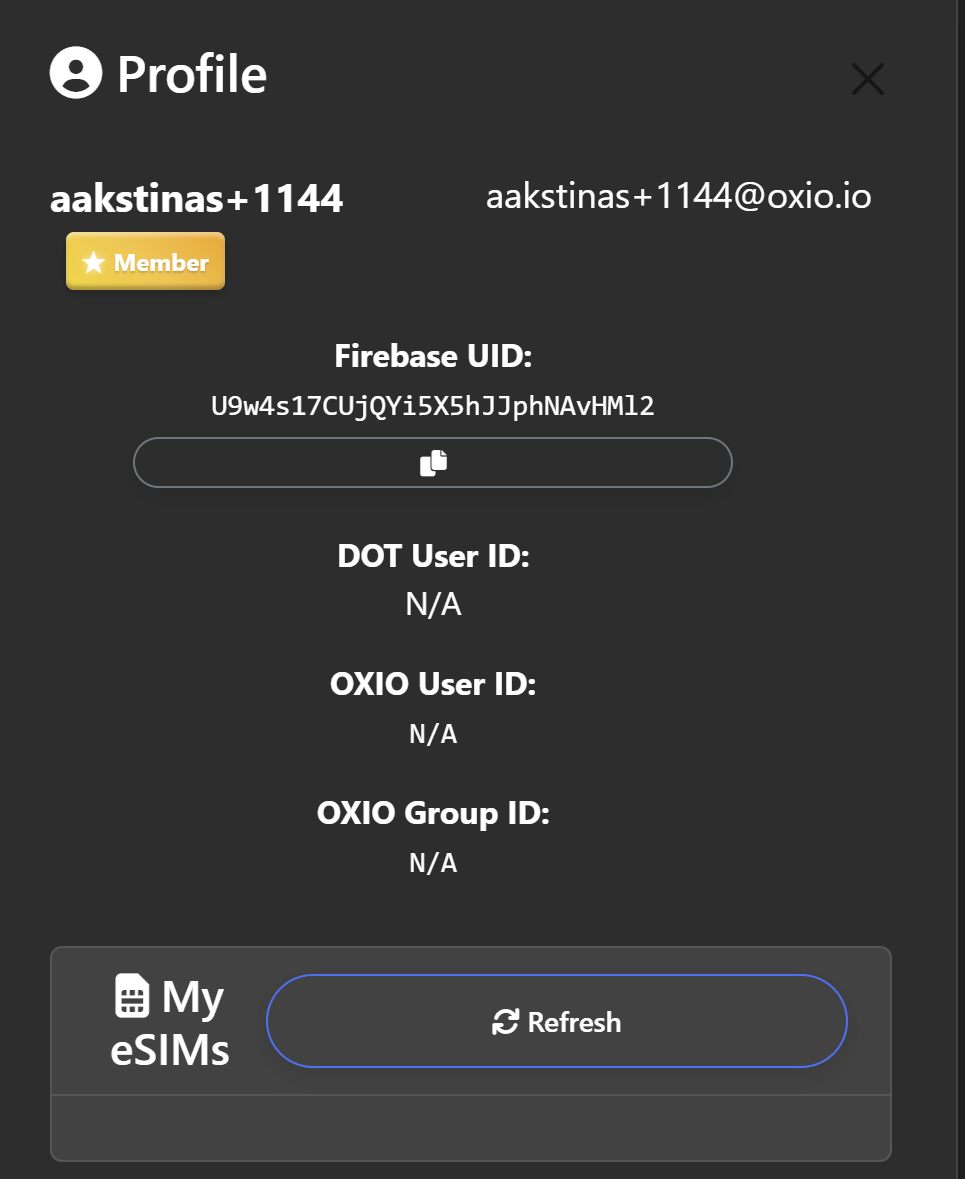 Profile
aakstinas+1144
aakstinas+1144@oxio.io
Member
Firebase UID:
U9w4s17CUjQYi5X5hJJphNAvHMl2
DOT User ID:
N/A
OXIO User ID:
N/A
OXIO Group ID:
N/A
My
eSIMs
Refresh